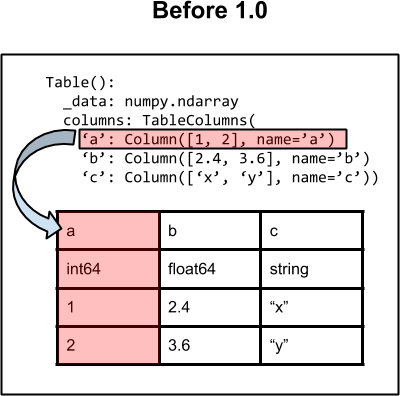 Before 1.0
Table():
_data: numpy.ndarray
columns: TableColumns(
‘a’: Column([1, 2], name=’a’)
‘b’: Column([2.4, 3.6], name=’b’)
‘c’: Column([‘x’, ‘y’], name=’c’))
a b c
int64 float64 string
1 2.4 “x”
2 3.6 “y”